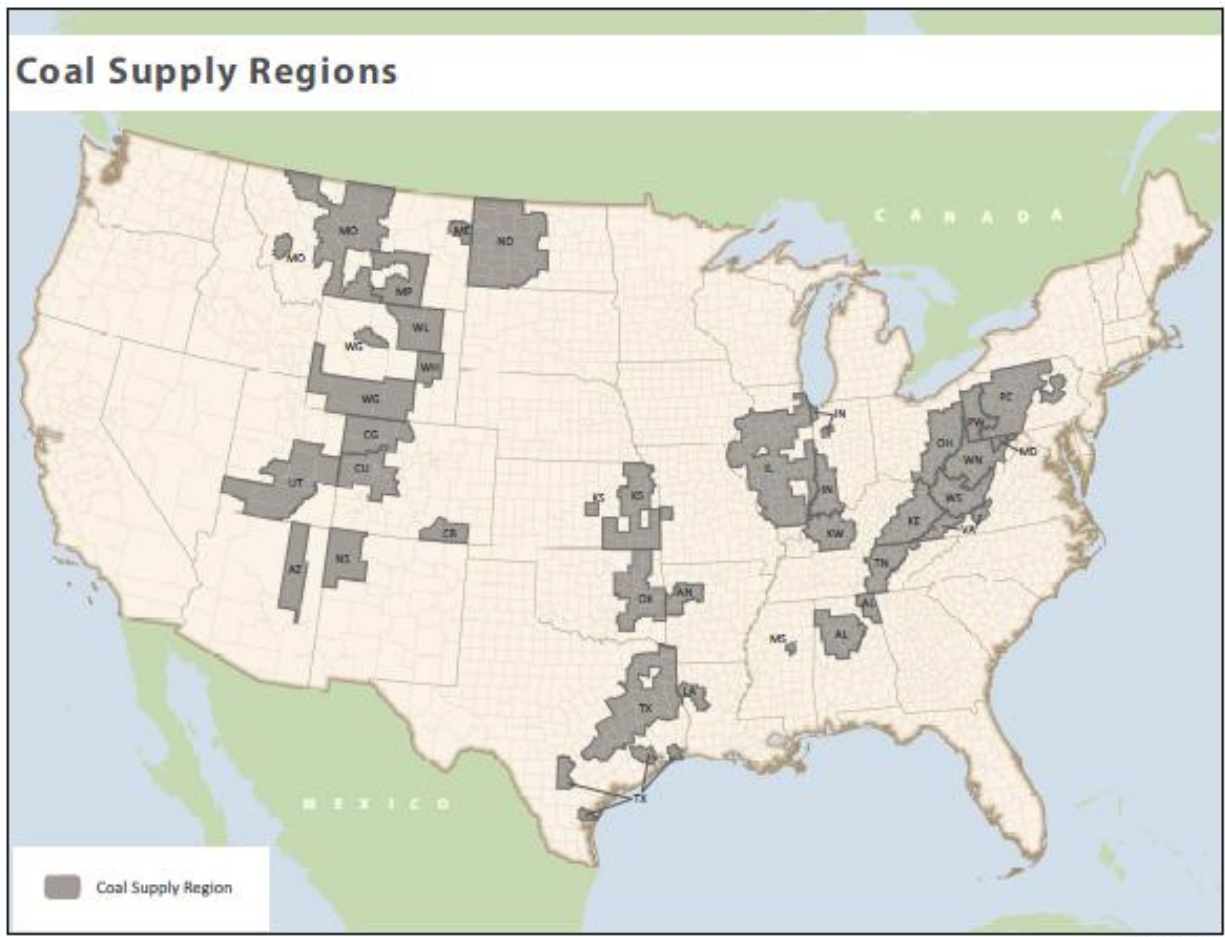 Coal Supply Regions
CANADA
MO
ME
ND
MO
MP
WL
WG
WH
WG
CG
CU
UT
CR
AZ
NS
KS
KS
OK
AN
TX
LA
TX
MS
AL
AL
TN
IL
IN
IN
KW
KE
VA
WS
WN
OH
PW
PC
MD
MEXICO
Coal Supply Region